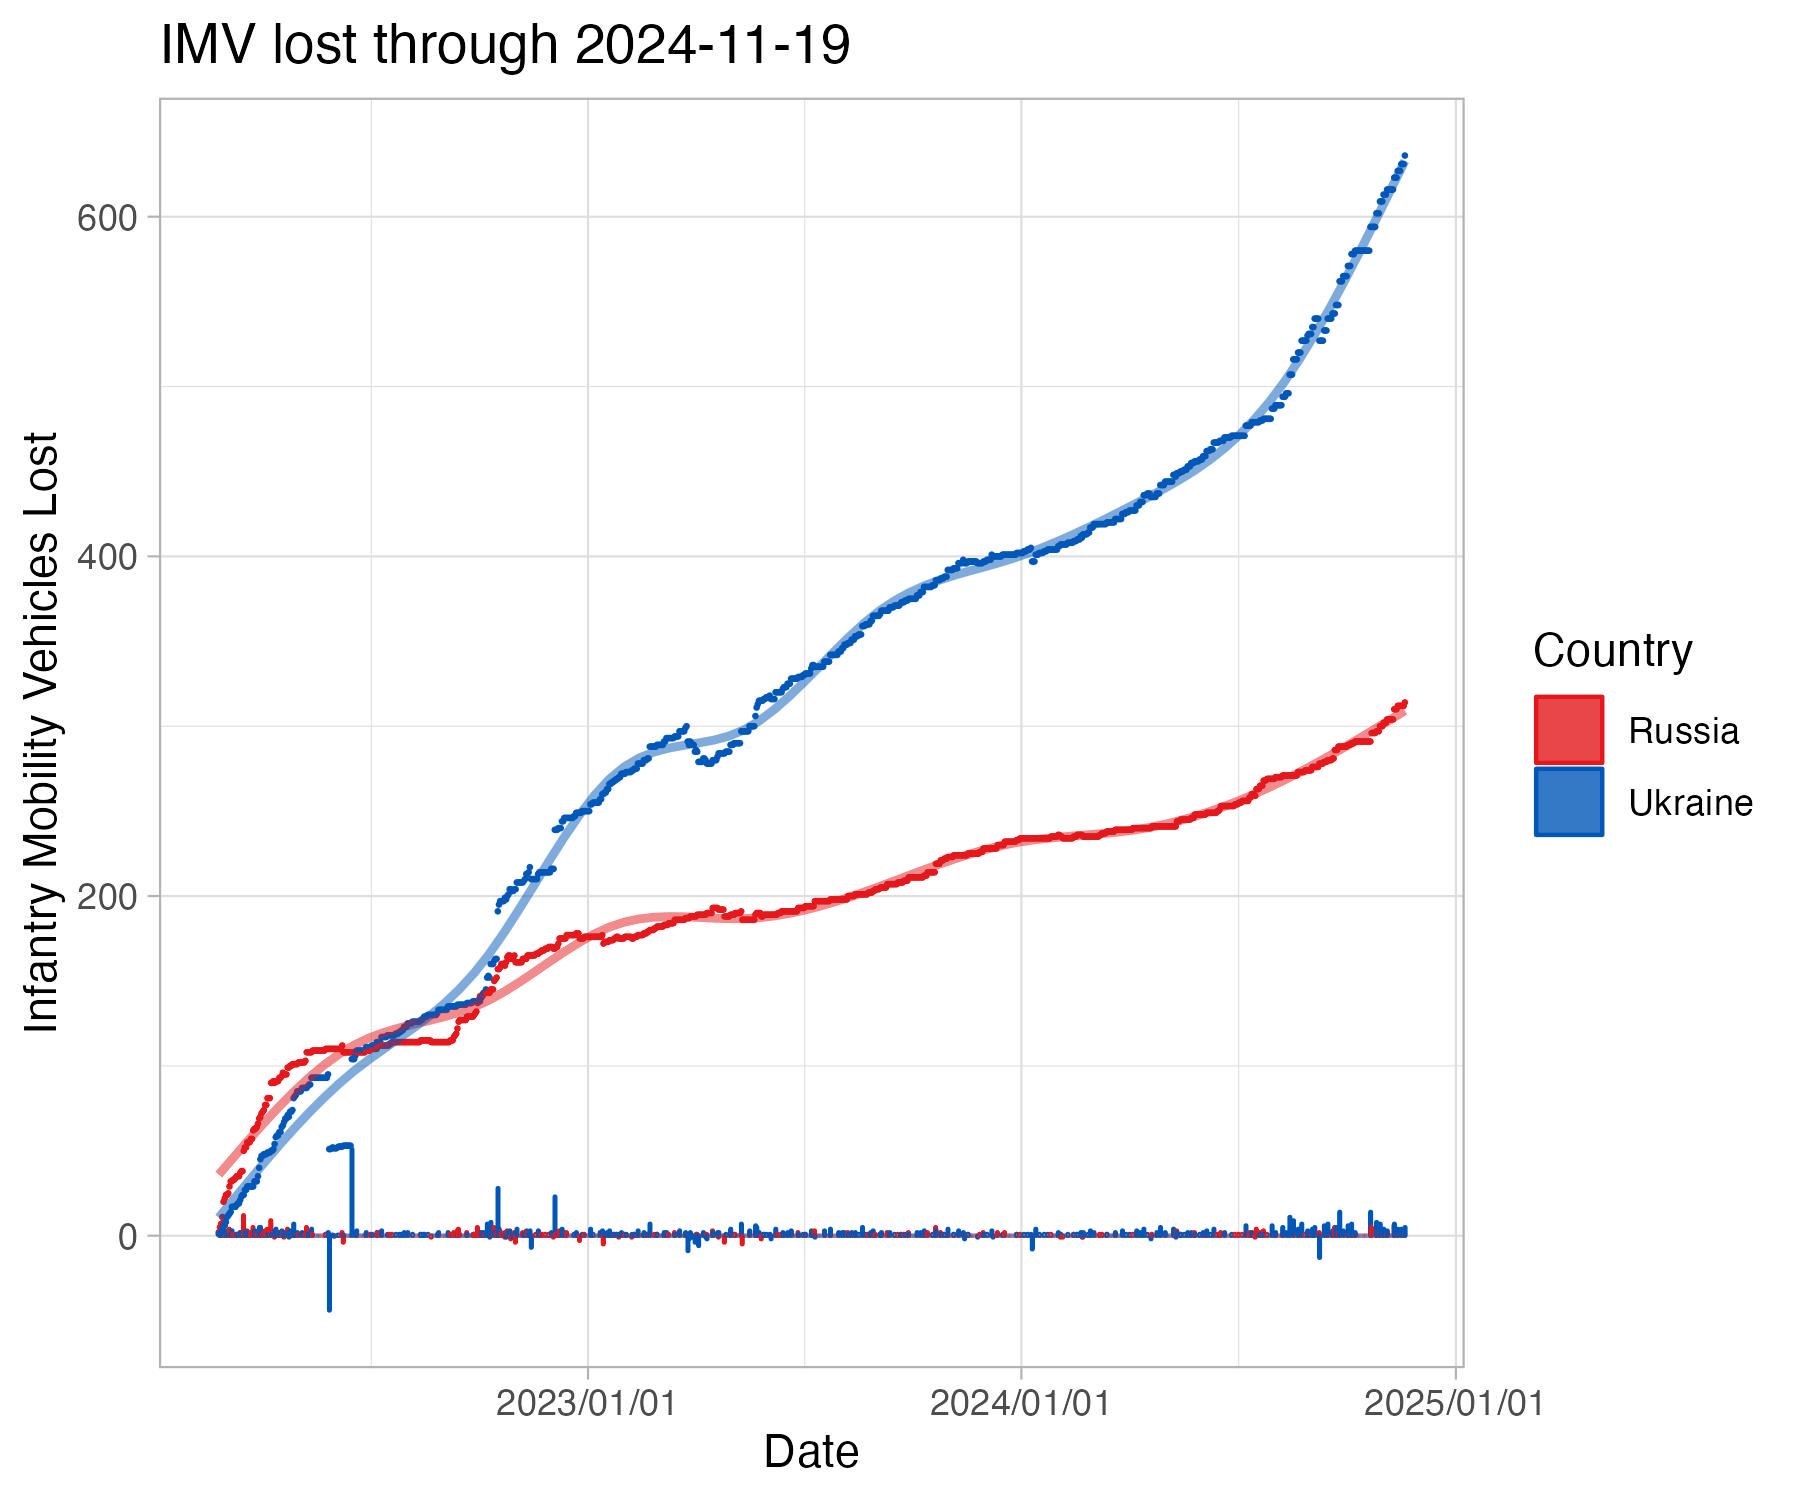 IMV lost through 2024-11-19
Infantry Mobility Vehicles Lost
600
400
200
0
2023/01/01
2024/01/01
2025/01/01
Date
Country
Russia
Ukraine